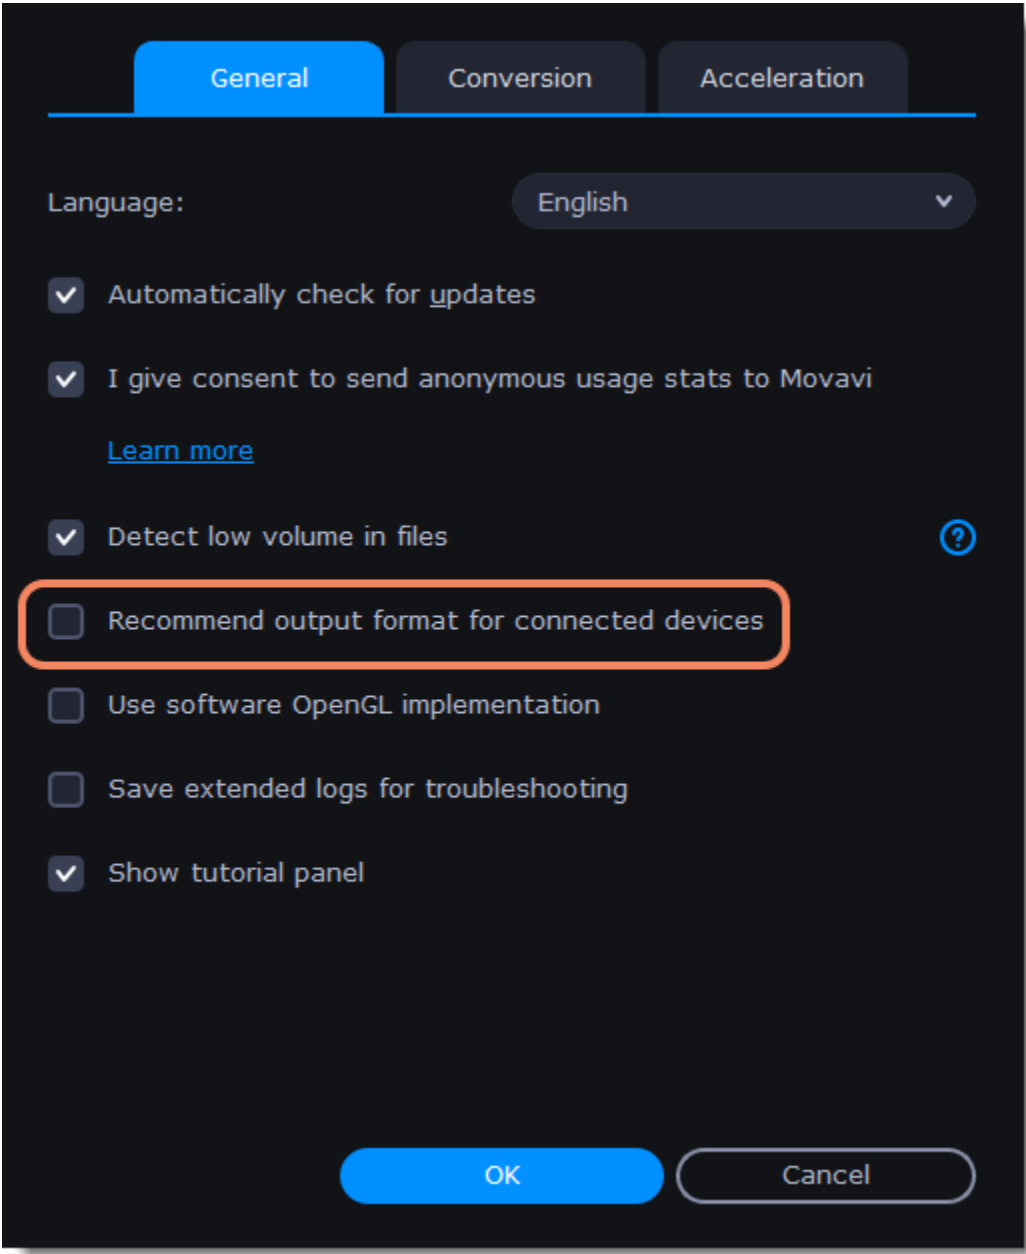 General Conversion Acceleration
Language: English
Automatically check for updates
I give consent to send anonymous usage stats to Movavi
Learn more
Detect low volume in files ?
Recommend output format for connected devices
Use software OpenGL implementation
Save extended logs for troubleshooting
Show tutorial panel
OK Cancel